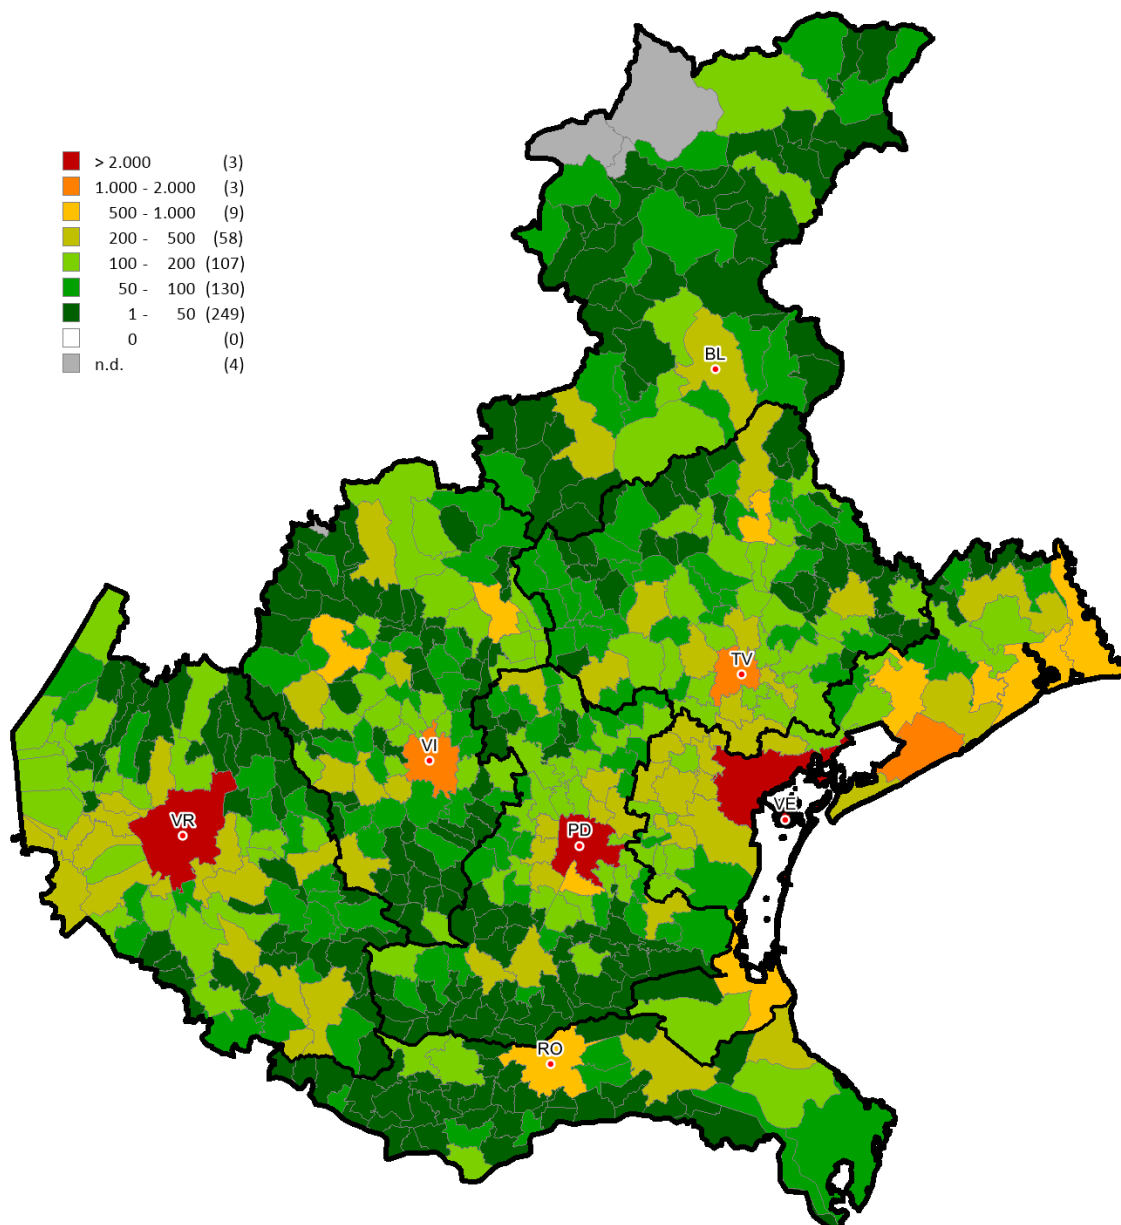 > 2.000 (3)
1.000 - 2.000 (3)
500 - 1.000 (9)
200 - 500 (58)
100 - 200 (107)
50 - 100 (130)
1 - 50 (249)
0 (0)
n.d. (4)
BL
TV
VI
VE
VR
PD
RO